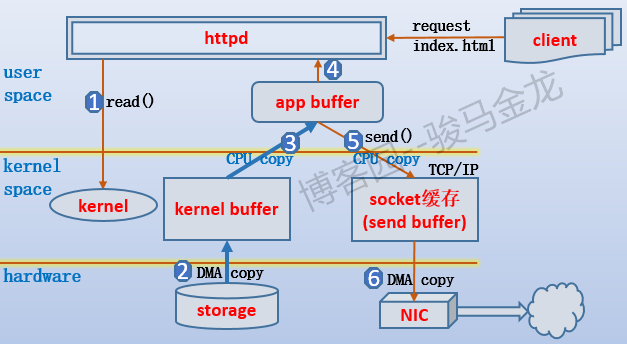 httpd
request
index.html
client
user
space
1
read()
4
app buffer
3
5
send()
CPU copy
CPU copy
kernel
space
TCP/IP
kernel
kernel buffer
socket缓存
(send buffer)
2
DMA copy
6
DMA copy
hardware
storage
NIC
博客园--骏马金龙